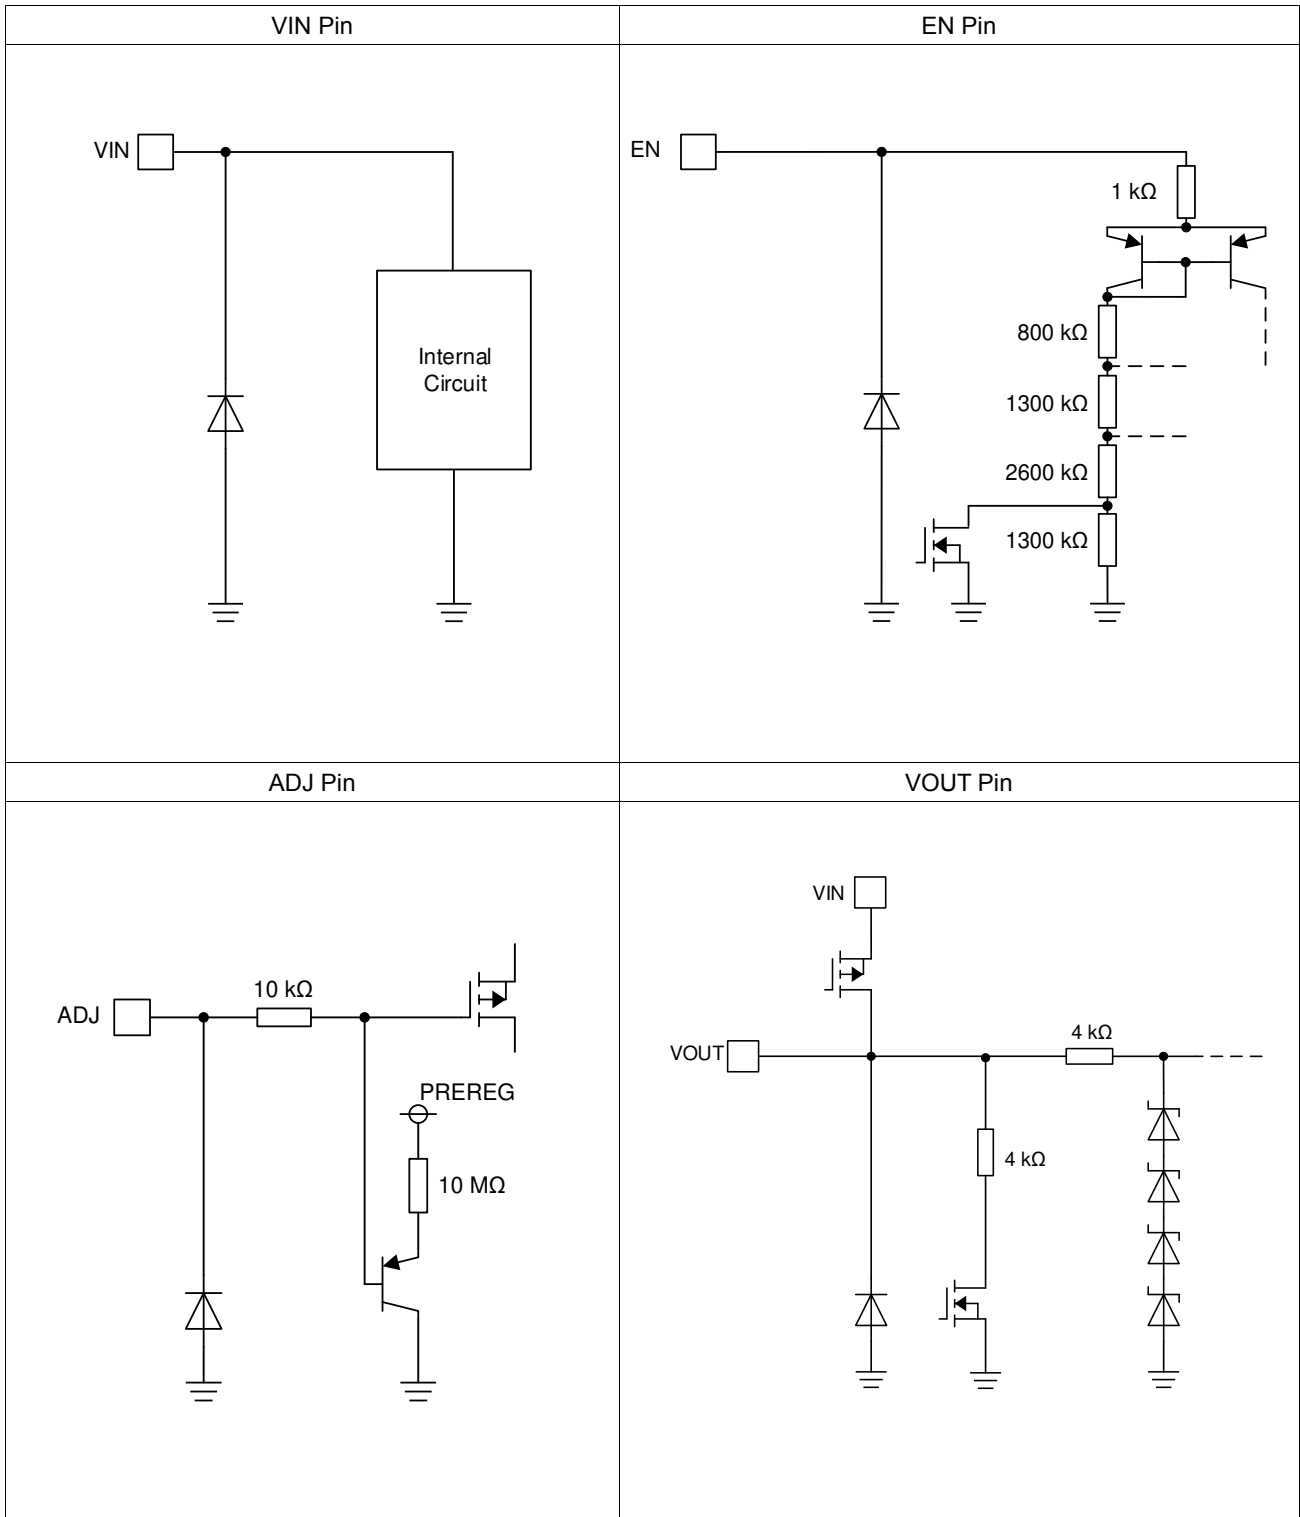 VIN Pin
EN Pin
VIN
Internal
Circuit
EN
1 kΩ
800 kΩ
1300 kΩ
2600 kΩ
1300 kΩ
ADJ Pin
VOUT Pin
ADJ
10 kΩ
PREREG
10 MΩ
VIN
VOUT
4 kΩ
4 kΩ